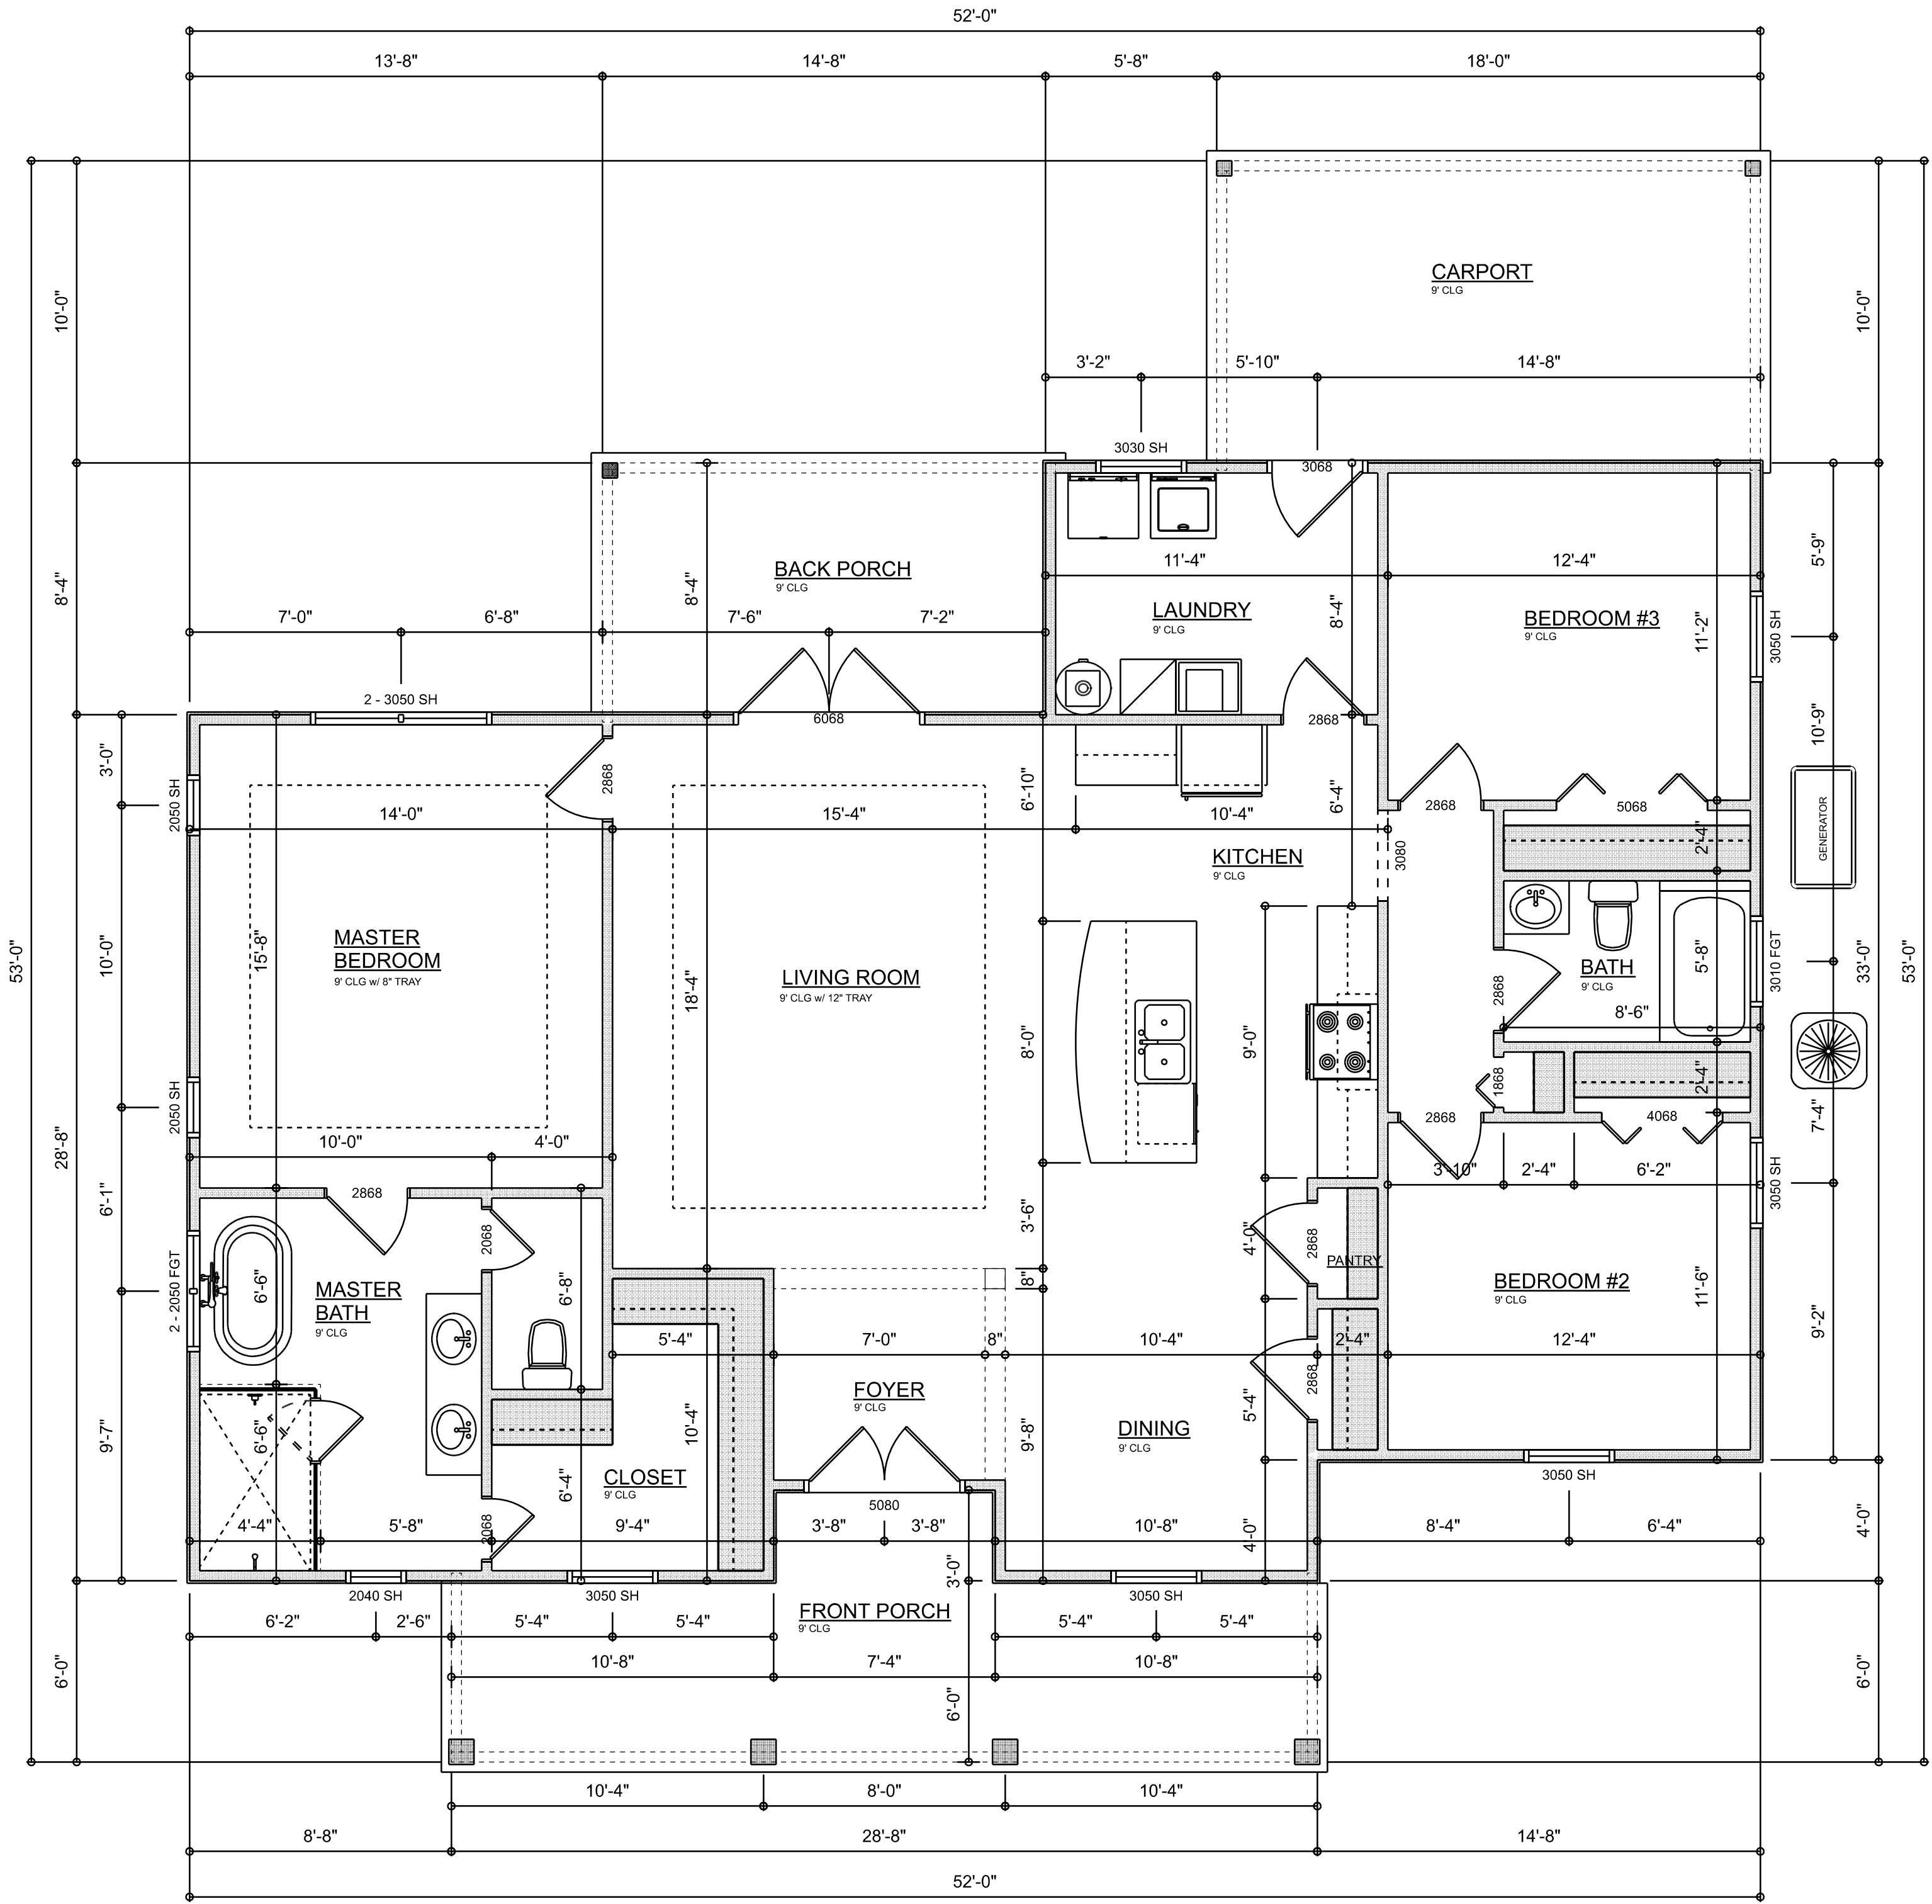 52'-0"
13'-8"
14'-8"
5'-8"
18'-0"
CARPORT
9' CLG
10'-0"
10'-0"
3'-2"
5'-10"
14'-8"
3030 SH
3068
8'-4"
BACK PORCH
9' CLG
8'-4"
7'-0"
6'-8"
7'-6"
7'-2"
11'-4"
12'-4"
LAUNDRY
9' CLG
8'-4"
BEDROOM #3
9' CLG
11'-2"
3050 SH
5'-9"
2 - 3050 SH
6068
2868
3'-0"
2050 SH
2868
14'-0"
15'-4"
6'-10"
10'-4"
6'-4"
2868
5068
10'-9"
KITCHEN
9' CLG
3080
2'-4"
GENERATOR
53'-0"
10'-0"
15'-8"
MASTER
BEDROOM
9' CLG w/ 8" TRAY
LIVING ROOM
9' CLG w/ 12" TRAY
18'-4"
8'-0"
9'-0"
2868
BATH
9' CLG
5'-8"
8'-6"
3010 FGT
33'-0"
53'-0"
28'-8"
2050 SH
10'-0"
4'-0"
1868
2'-4"
2868
4068
7'-4"
3'-10"
2'-4"
6'-2"
3050 SH
6'-1"
2868
2068
3'-6"
4'-0"
2868
PANTRY
2 - 2050 FGT
6'-6"
MASTER
BATH
9' CLG
6'-8"
8"
BEDROOM #2
9' CLG
11'-6"
9'-2"
5'-4"
7'-0"
8"
10'-4"
2'-4"
12'-4"
2868
FOYER
9' CLG
5'-4"
9'-7"
6'-6"
10'-4"
9'-8"
DINING
9' CLG
6'-4"
CLOSET
9' CLG
2068
5080
3050 SH
4'-4"
5'-8"
9'-4"
3'-8"
3'-8"
10'-8"
4'-0"
8'-4"
6'-4"
4'-0"
3'-0"
2040 SH
3050 SH
3050 SH
FRONT PORCH
9' CLG
6'-2"
2'-6"
5'-4"
5'-4"
5'-4"
5'-4"
10'-8"
7'-4"
10'-8"
6'-0"
6'-0"
6'-0"
10'-4"
8'-0"
10'-4"
8'-8"
28'-8"
14'-8"
52'-0"